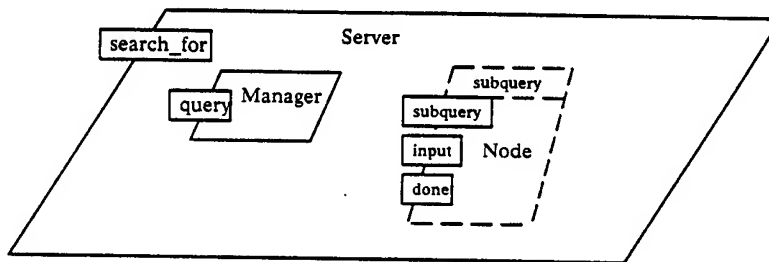 search_for
Server
query
Manager
subquery
subquery
input
Node
done